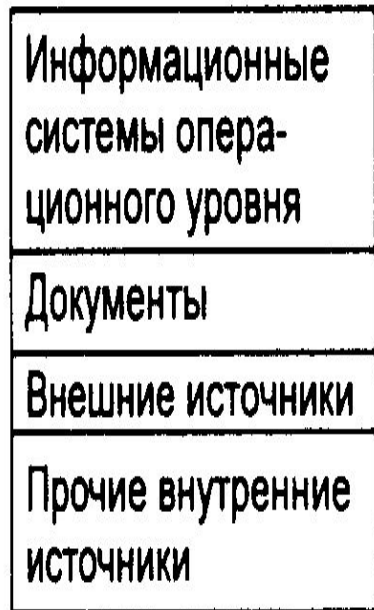 Информационные
системы опера-
ционного уровня
Документы
Внешние источники
Прочие внутренние
источники